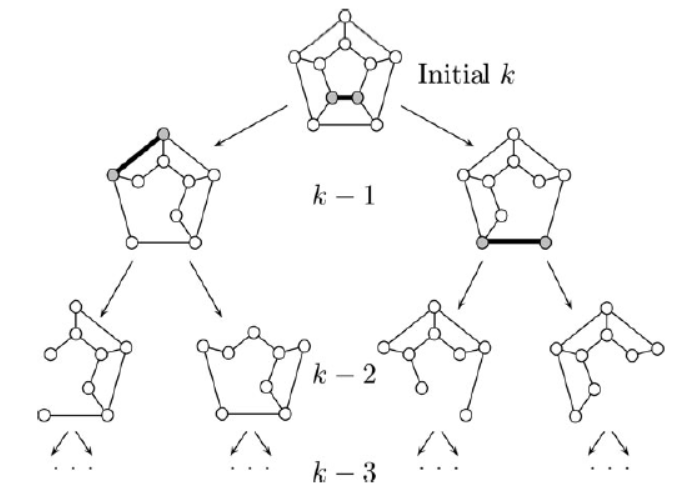 Initial k
k − 1
k − 2
. . .
. . .
. . .
. . .
k − 3